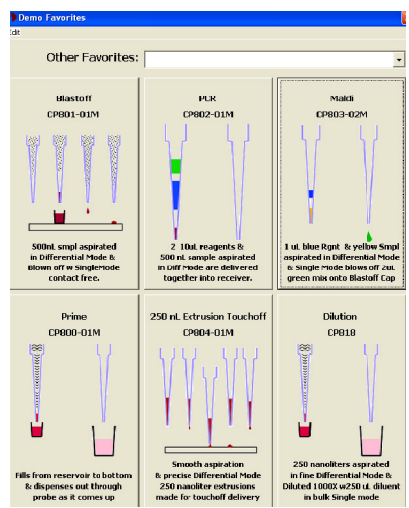 Demo Favorites
Edit
Other Favorites:
Blastoff
CP801-01M
500nL smpl aspirated
in Differential Mode &
Blown off w SingleMode
contact free.
PCR
CP802-01M
2 10uL reagents &
500 nL sample aspirated
in Diff Mode are delivered
together into receiver.
Maldi
CP803-02M
1 uL blue Rgnt & yellow Smpl
aspirated in Differential Mode
& Single Mode blows off 2uL
green mix onto Blastoff Cap
Prime
CP800-01M
Fills from reservoir to bottom
& dispenses out through
probe as it comes up
250 nL Extrusion Touchoff
CP804-01M
Smooth aspiration
& precise Differential Mode
250 nanoliter extrusions
made for touchoff delivery
Dilution
CP818
250 nanoliters asprated
in fine Differential Mode &
Diluted 1000X w250 uL diluent
in bulk Single mode